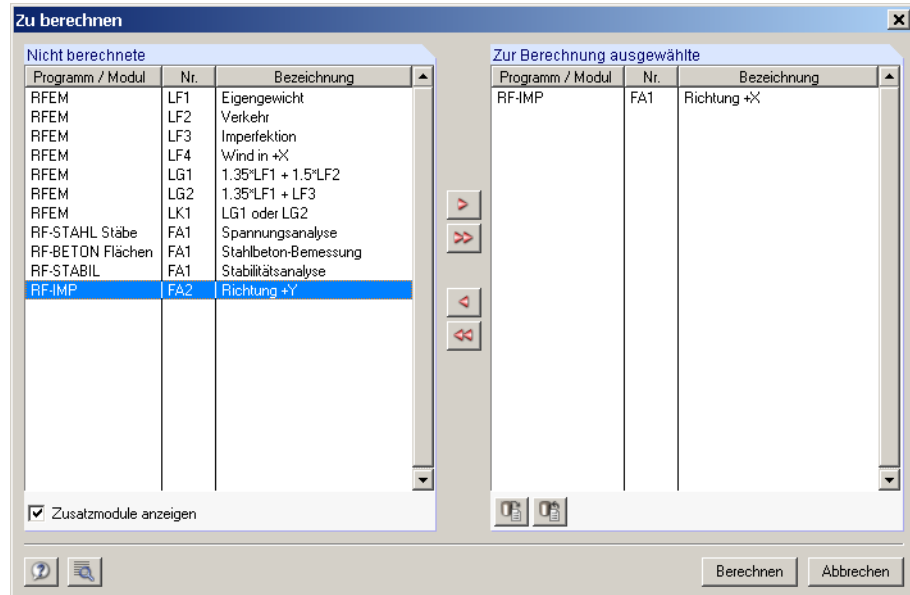 Zu berechnen
Nicht berechnete
Programm / Modul Nr. Bezeichnung
RFEM LF1 Eigengewicht
RFEM LF2 Verkehr
RFEM LF3 Imperfektion
RFEM LF4 Wind in +X
RFEM LG1 1.35*LF1 + 1.5*LF2
RFEM LG2 1.35*LF1 + LF3
RFEM LK1 LG1 oder LG2
RF-STAHL Stäbe FA1 Spannungsanalyse
RF-BETON Flächen FA1 Stahlbeton-Bemessung
RF-STABIL FA1 Stabilitätsanalyse
RF-IMP FA2 Richtung +Y
Zusatzmodule anzeigen
Zur Berechnung ausgewählte
Programm / Modul Nr. Bezeichnung
RF-IMP FA1 Richtung +X
Berechnen Abbrechen